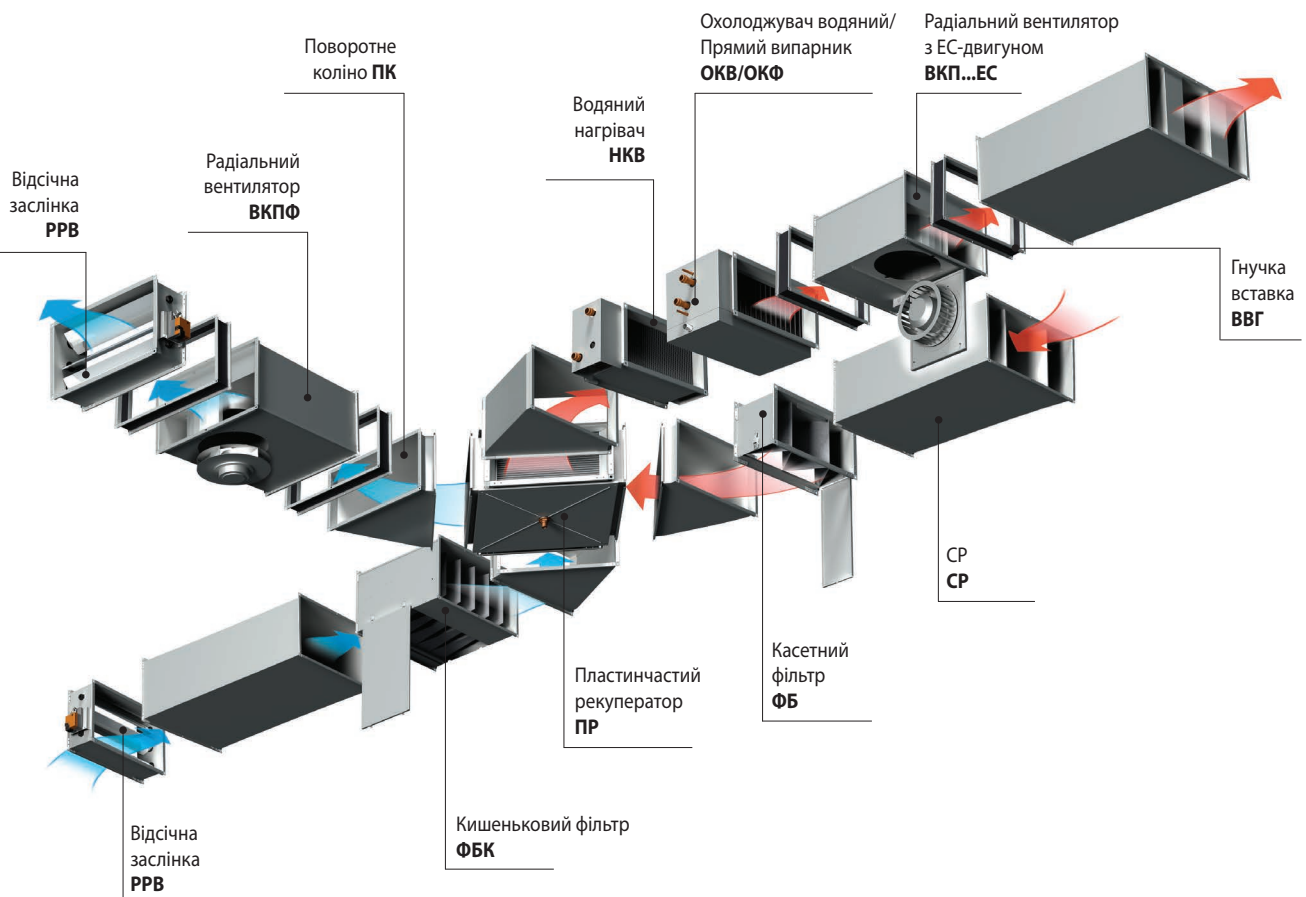 Охолоджувач водяний/
Прямий випарник
ОКВ/ОКФ
Радіальний вентилятор
з ЕС-двигуном
ВКП...ЕС
Поворотне
коліно ПК
Водяний
нагрівач
НКВ
Радіальний
вентилятор
ВКПФ
Відсічна
заслінка
РРВ
Гнучка
вставка
ВВГ
СР
СР
Касетний
фільтр
ФБ
Пластинчастий
рекуператор
ПР
Кишеньковий фільтр
ФБК
Відсічна
заслінка
РРВ